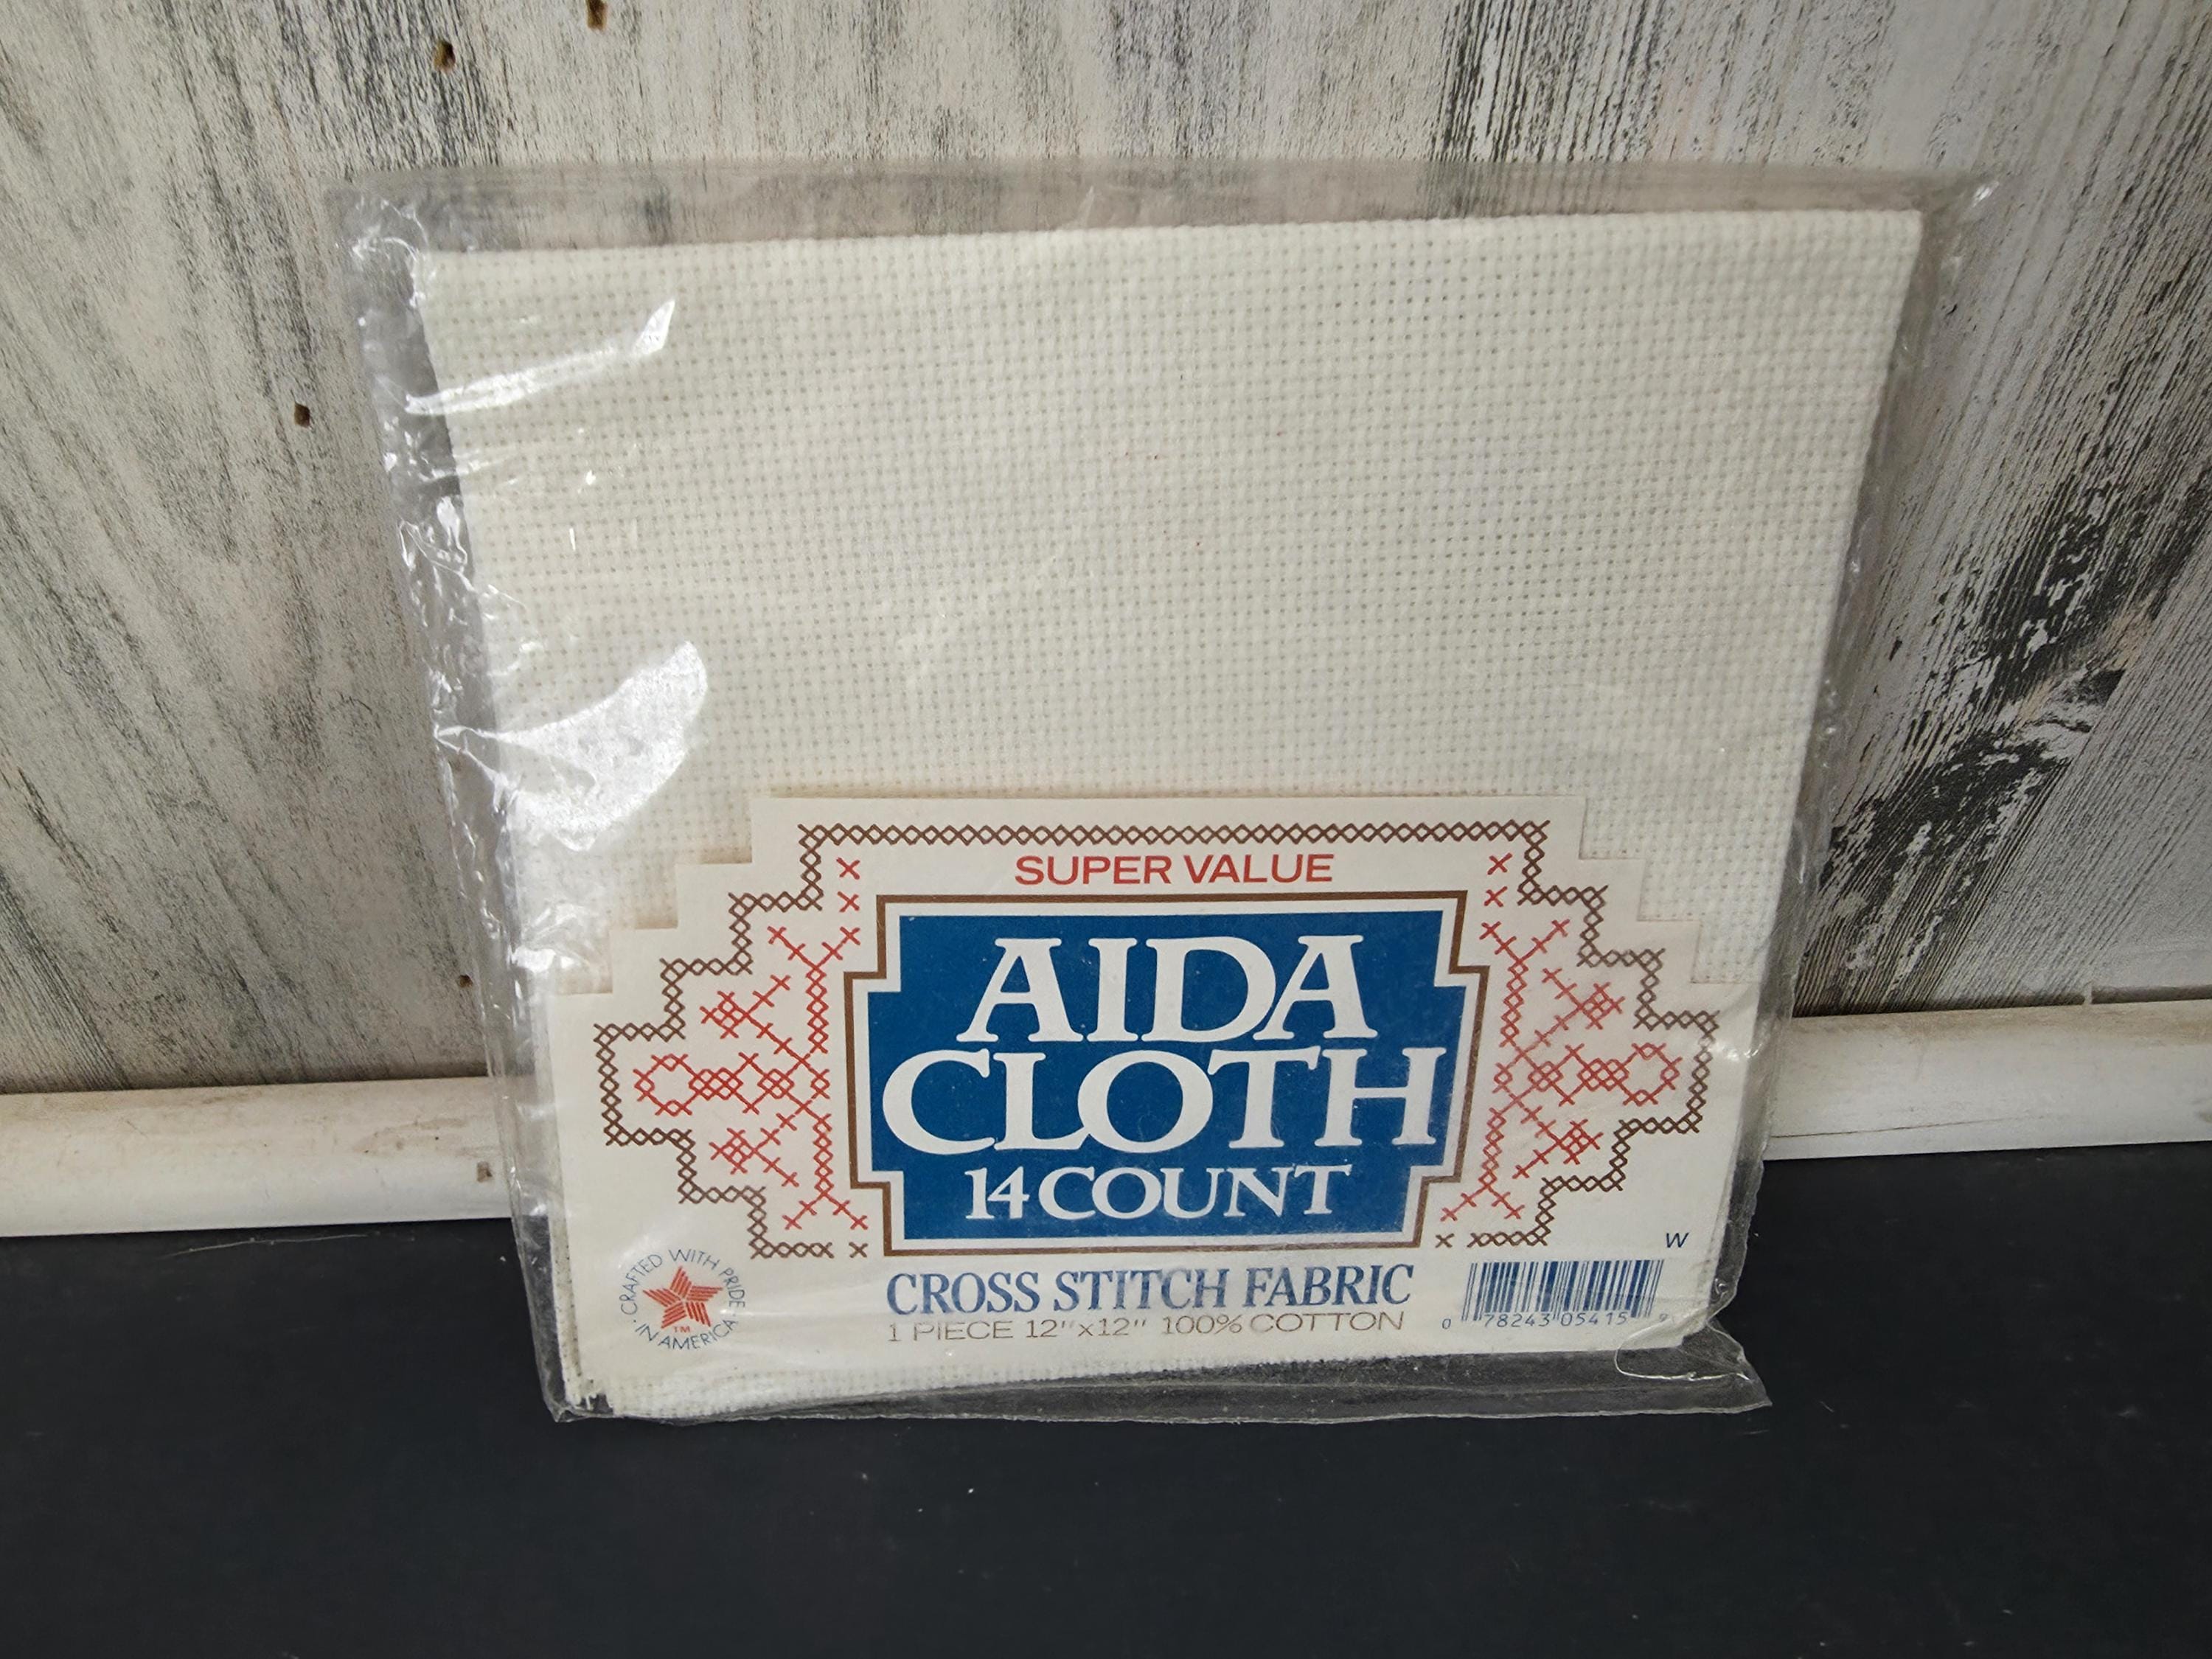 SUPER VALUE
AIDA
CLOTH
14 COUNT
W
CRAFTED WITH PRIDE
IN AMERICA
TM
CROSS STITCH FABRIC
1 PIECE 12"x12" 100% COTTON
0 78243 05415 9